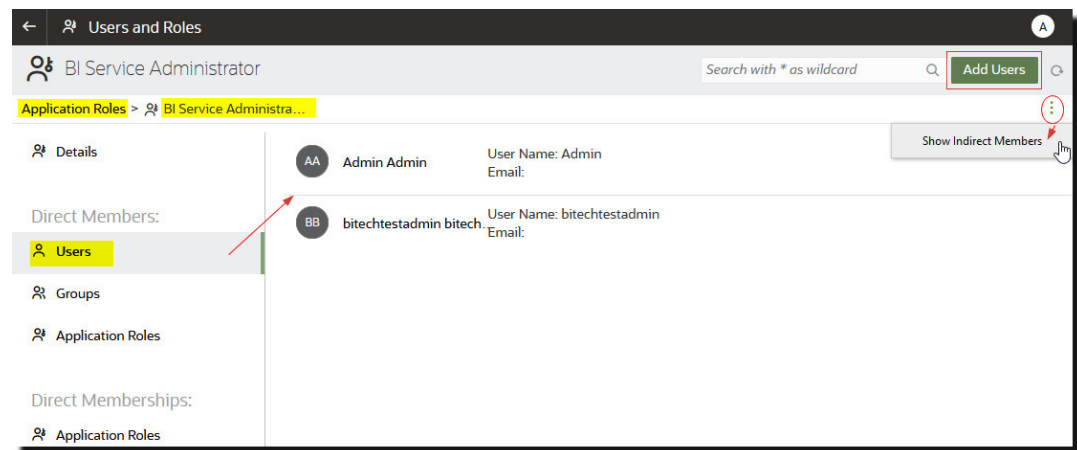 Users and Roles
A
BI Service Administrator
Search with * as wildcard
Add Users
Application Roles > BI Service Administra...
Show Indirect Members
Details
AA
Admin Admin
User Name: Admin
Email:
Direct Members:
BB
bitechtestadmin bitech...
User Name: bitechtestadmin
Email:
Users
Groups
Application Roles
Direct Memberships:
Application Roles